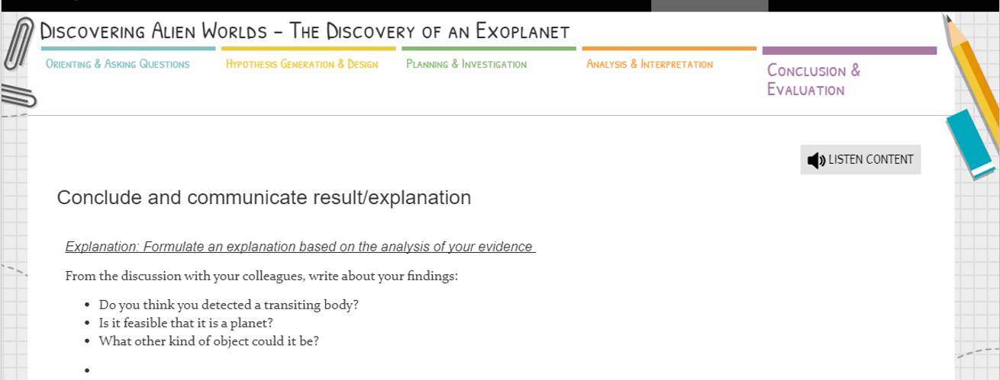 Discovering Alien Worlds – The Discovery of an Exoplanet
Orienting & Asking Questions
Hypothesis Generation & Design
Planning & Investigation
Analysis & Interpretation
Conclusion &
Evaluation
LISTEN CONTENT
Conclude and communicate result/explanation
Explanation: Formulate an explanation based on the analysis of your evidence
From the discussion with your colleagues, write about your findings:
• Do you think you detected a transiting body?
• Is it feasible that it is a planet?
• What other kind of object could it be?
•